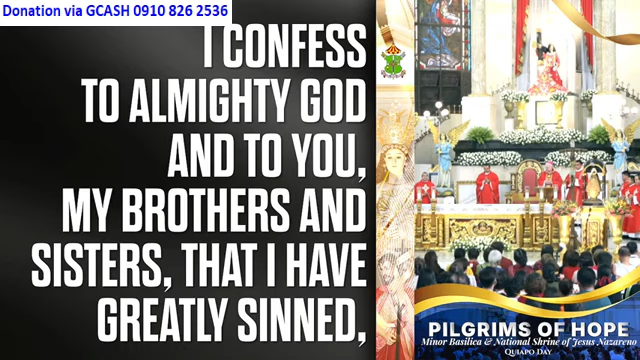 Donation via GCASH 0910 826 2536
I CONFESS
TO ALMIGHTY GOD
AND TO YOU,
MY BROTHERS AND
SISTERS, THAT I HAVE
GREATLY SINNED,
PILGRIMS OF HOPE
Minor Basilica & National Shrine of Jesus Nazareno
QUIAPO DAY